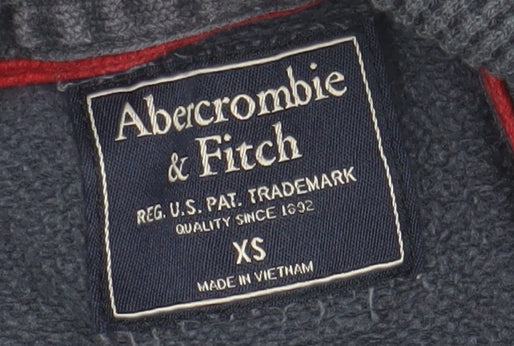 Abercrombie
& Fitch
REG. U.S. PAT. TRADEMARK
QUALITY SINCE 1892
XS
MADE IN VIETNAM